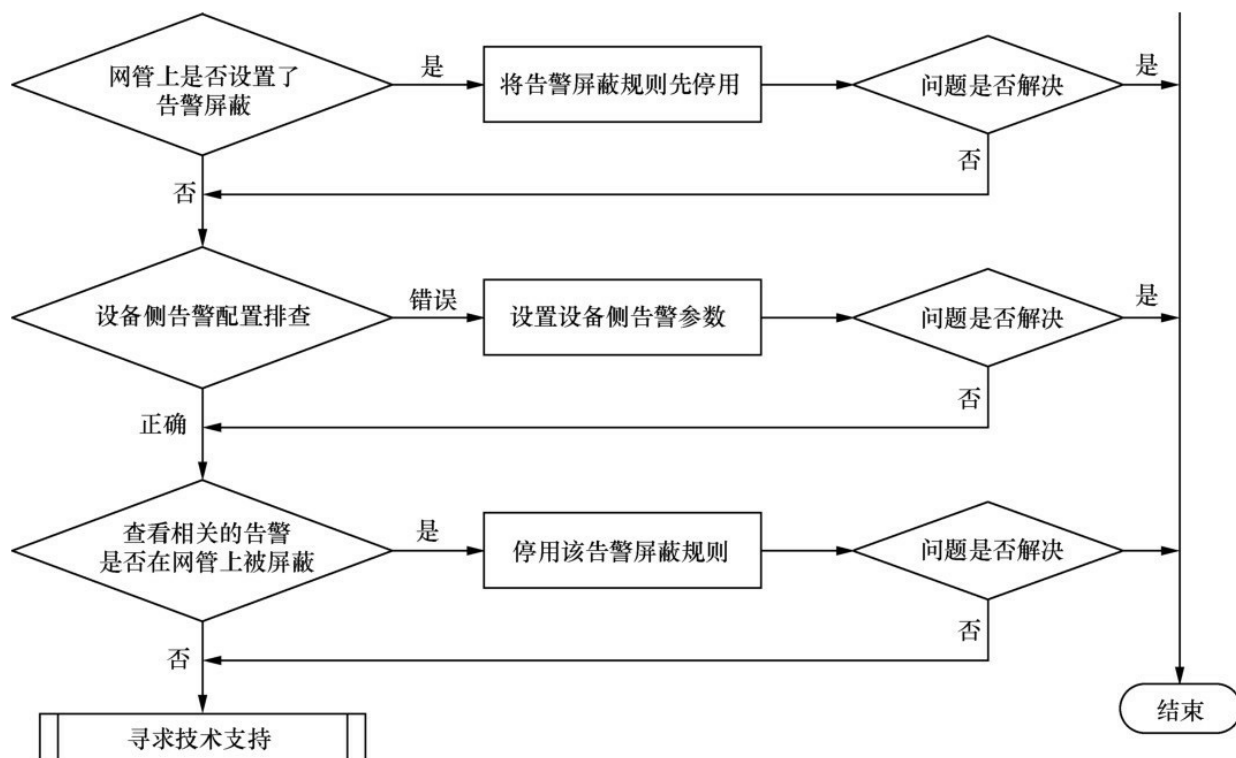 网管上是否设置了
告警屏蔽
是
将告警屏蔽规则先停用
问题是否解决
是
否
否
设备侧告警配置排查
错误
设置设备侧告警参数
问题是否解决
是
否
正确
查看相关的告警
是否在网管上被屏蔽
是
停用该告警屏蔽规则
问题是否解决
否
否
寻求技术支持
结束